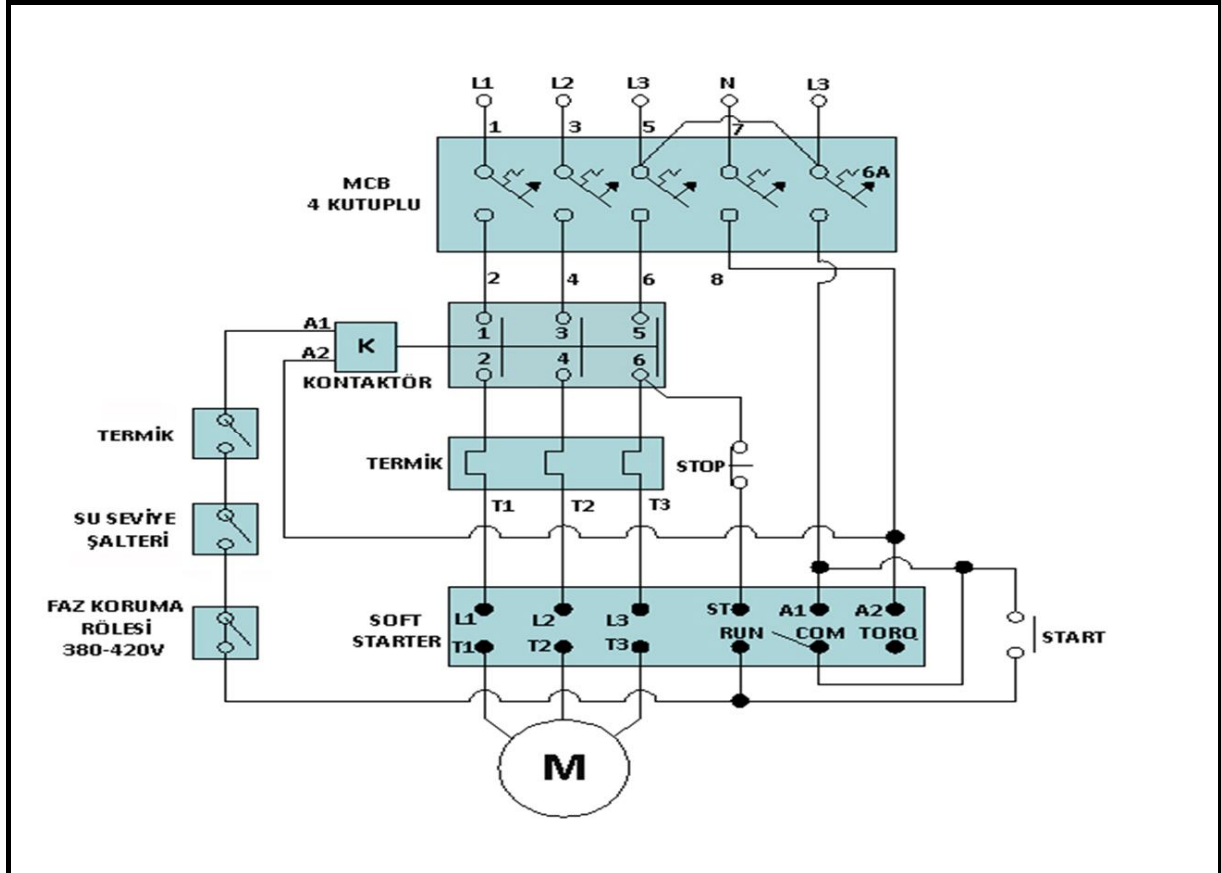 L1 L2 L3 N L3
1 3 5 7
6A
MCB
4 KUTUPLU
2 4 6 8
A1
A2
K
KONTAKTÖR
1 3 5
2 4 6
TERMİK
TERMİK
STOP
T1 T2 T3
SU SEVİYE
ŞALTERİ
FAZ KORUMA
RÖLESİ
380-420V
SOFT
STARTER
L1 L2 L3 ST A1 A2
RUN COM TORQ
T1 T2 T3
START
M